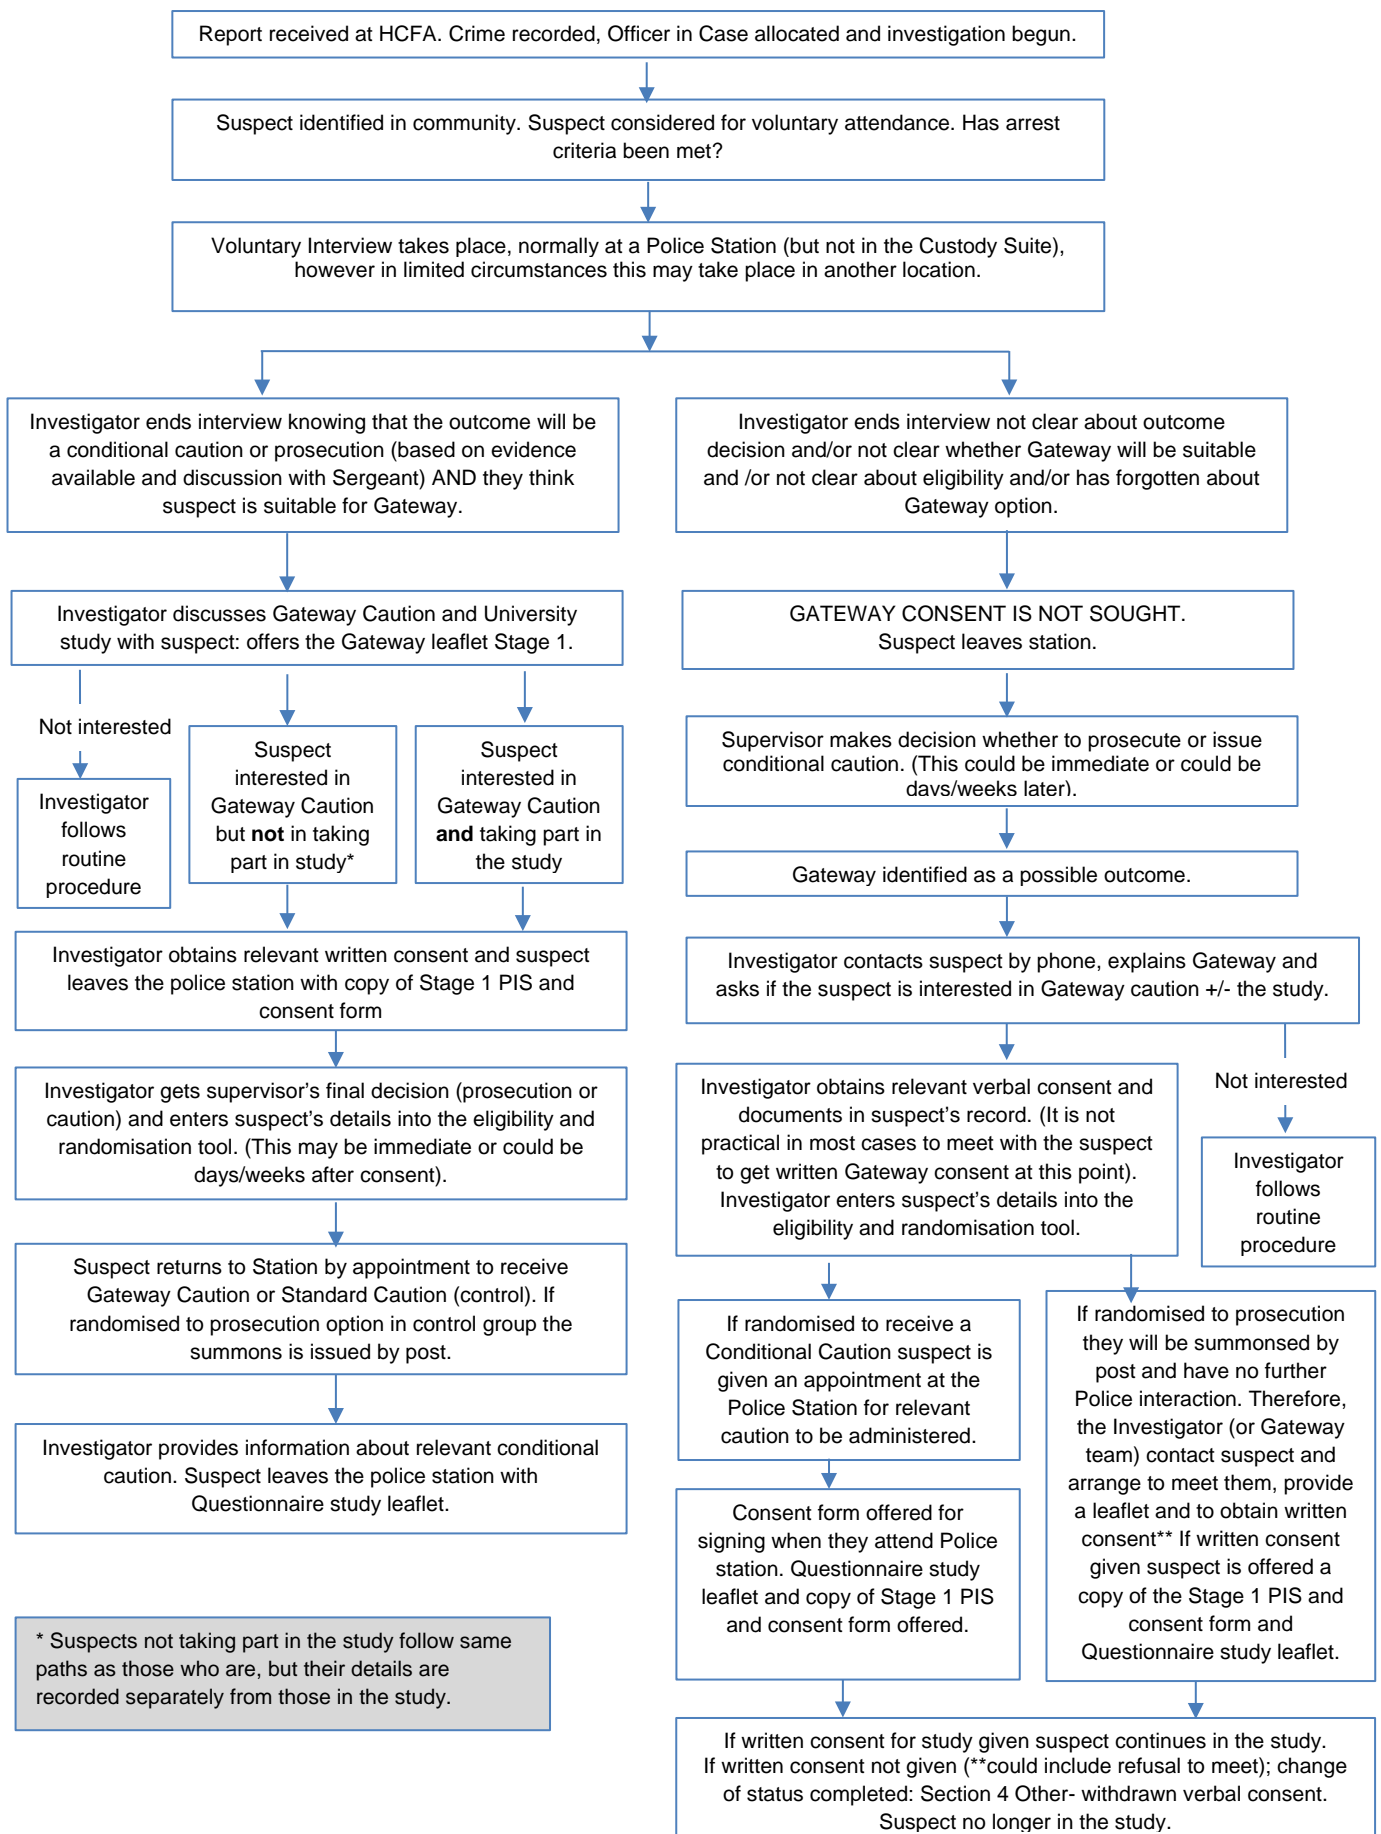 Report received at HCFA. Crime recorded, Officer in Case allocated and investigation begun.
Suspect identified in community. Suspect considered for voluntary attendance. Has arrest
criteria been met?
Voluntary Interview takes place, normally at a Police Station (but not in the Custody Suite),
however in limited circumstances this may take place in another location.
Investigator ends interview knowing that the outcome will be
a conditional caution or prosecution (based on evidence
available and discussion with Sergeant) AND they think
suspect is suitable for Gateway.
Investigator discusses Gateway Caution and University
study with suspect: offers the Gateway leaflet Stage 1.
Not interested
Investigator
follows
routine
procedure
Suspect
interested in
Gateway Caution
but not in taking
part in study*
Suspect
interested in
Gateway Caution
and taking part in
the study
Investigator obtains relevant written consent and suspect
leaves the police station with copy of Stage 1 PIS and
consent form
Investigator gets supervisor's final decision (prosecution or
caution) and enters suspect's details into the eligibility and
randomisation tool. (This may be immediate or could be
days/weeks after consent).
Suspect returns to Station by appointment to receive
Gateway Caution or Standard Caution (control). If
randomised to prosecution option in control group the
summon is issued by post.
Investigator provides information about relevant conditional
caution. Suspect leaves the police station with
Questionnaire study leaflet.
* Suspects not taking part in the study follow same
paths as those who are, but their details are
recorded separately from those in the study.
Investigator ends interview not clear about outcome
decision and/or not clear whether Gateway will be suitable
and /or not clear about eligibility and/or has forgotten about
Gateway option.
GATEWAY CONSENT IS NOT SOUGHT.
Suspect leaves station.
Supervisor makes decision whether to prosecute or issue
conditional caution. (This could be immediate or could be
days/weeks later).
Gateway identified as a possible outcome.
Investigator contacts suspect by phone, explains Gateway and
asks if the suspect is interested in Gateway caution +/- the study.
Investigator obtains relevant verbal consent and
documents in suspect's record. (It is not
practical in most cases to meet with the suspect
to get written Gateway consent at this point).
Investigator enters suspect's details into the
eligibility and randomisation tool.
Not interested
Investigator
follows
routine
procedure
If randomised to receive a
Conditional Caution suspect is
given an appointment at the
Police Station for relevant
caution to be administered.
Consent form offered for
signing when they attend Police
station. Questionnaire study
leaflet and copy of Stage 1 PIS
and consent form offered.
If randomised to prosecution
they will be summonsed by
post and have no further
Police interaction. Therefore,
the Investigator (or Gateway
team) contact suspect and
arrange to meet them, provide
a leaflet and to obtain written
consent** If written consent
given suspect is offered a
copy of the Stage 1 PIS and
consent form and
Questionnaire study leaflet.
If written consent for study given suspect continues in the study.
If written consent not given (**could include refusal to meet); change
of status completed: Section 4 Other- withdrawn verbal consent.
Suspect no longer in the study.